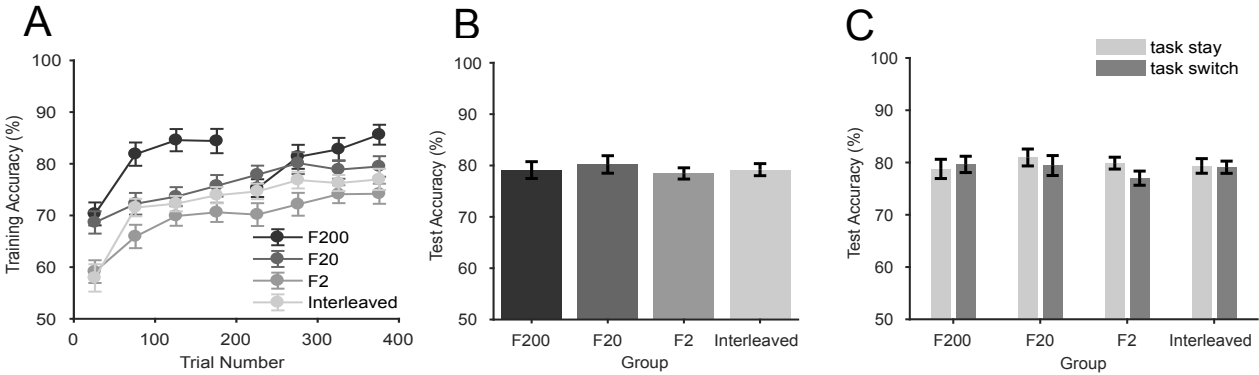 A
Training Accuracy (%)
100
90
80
70
60
50
0
100
200
300
400
Trial Number
F200
F20
F2
Interleaved
B
Test Accuracy (%)
100
90
80
70
60
50
F200
F20
F2
Interleaved
Group
C
task stay
task switch
Test Accuracy (%)
100
90
80
70
60
50
F200
F20
F2
Interleaved
Group